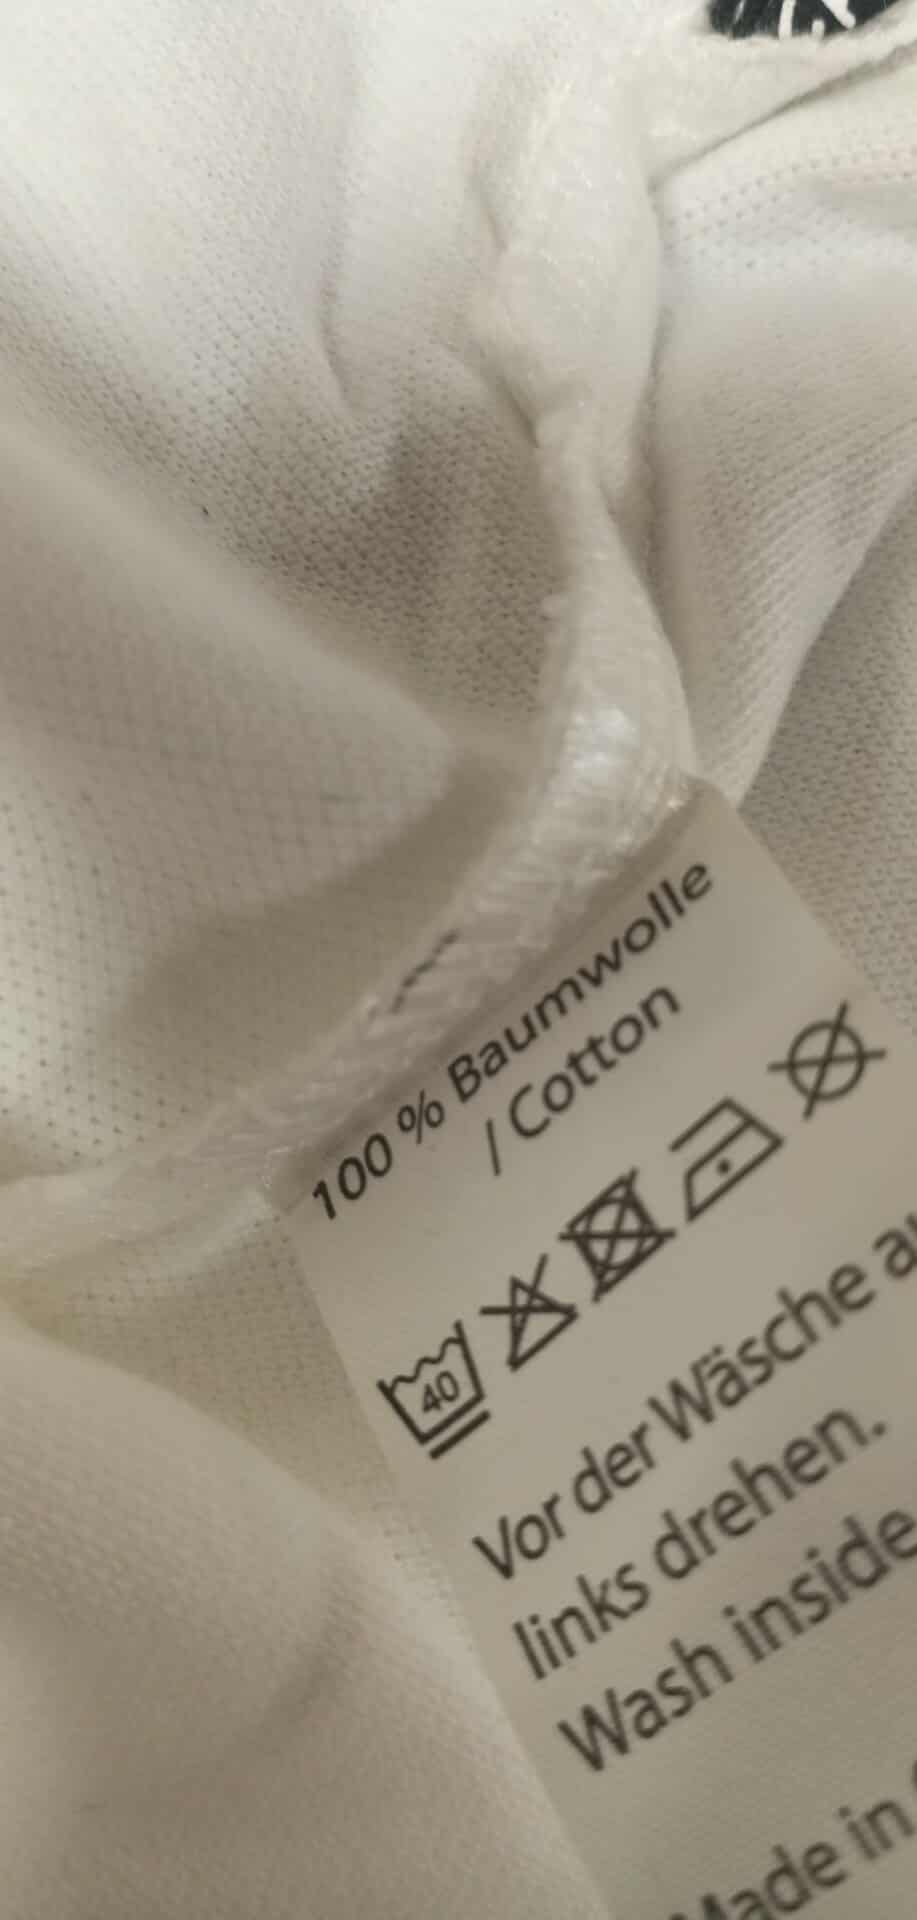 100 % Baumwolle
/ Cotton
40
Vor der Wäsche
links drehen.
Wash inside
Made in